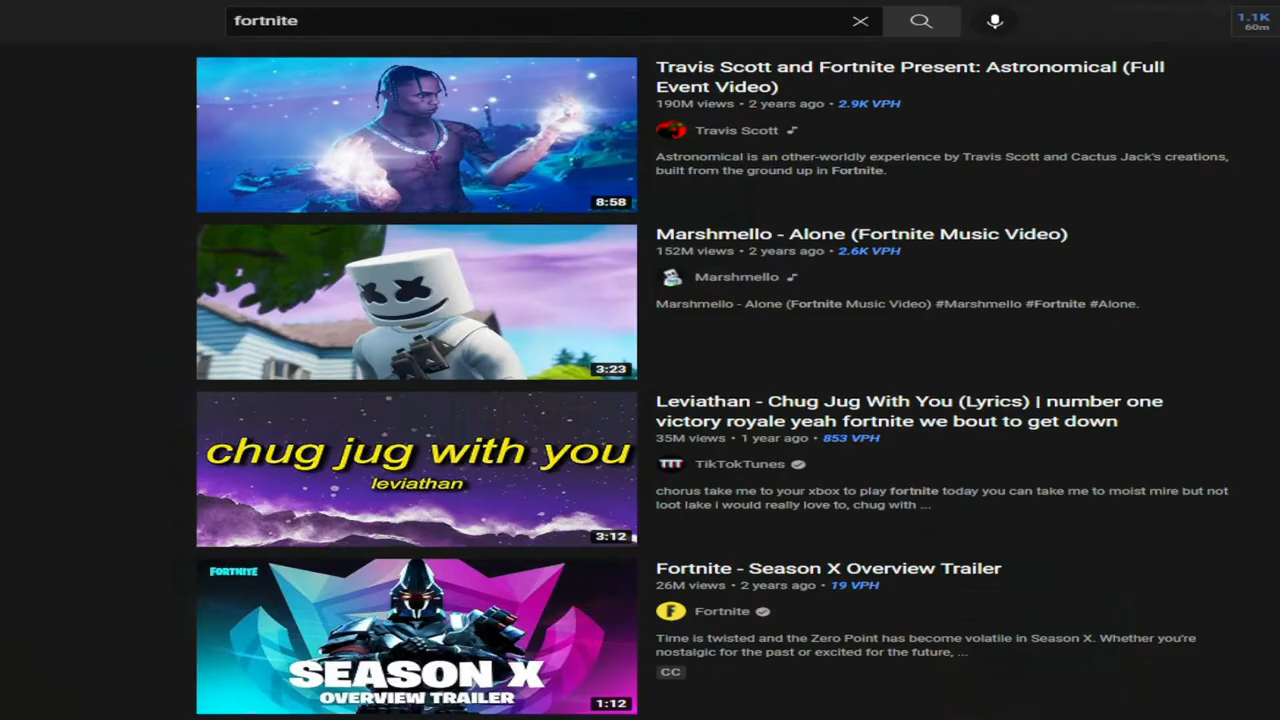 fortnite
1.1K
60m
8:58
Travis Scott and Fortnite Present: Astronomical (Full
Event Video)
190M views • 2 years ago • 2.9K VPH
Travis Scott
Astronomical is an other-worldly experience by Travis Scott and Cactus Jack's creations,
built from the ground up in Fortnite.
3:23
Marshmello - Alone (Fortnite Music Video)
152M views • 2 years ago • 2.6K VPH
Marshmello
Marshmello - Alone (Fortnite Music Video) #Marshmello #Fortnite #Alone.
chug jug with you
leviathan
3:12
Leviathan - Chug Jug With You (Lyrics) | number one
victory royale yeah fortnite we bout to get down
35M views • 1 year ago • 853 VPH
TTT
TikTokTunes
chorus take me to your xbox to play fortnite today you can take me to moist mire but not
loot lake i would really love to, chug with ...
FORTNITE
SEASON X
OVERVIEW TRAILER
1:12
Fortnite - Season X Overview Trailer
26M views • 2 years ago • 19 VPH
F
Fortnite
Time is twisted and the Zero Point has become volatile in Season X. Whether you're
nostalgic for the past or excited for the future, ...
CC